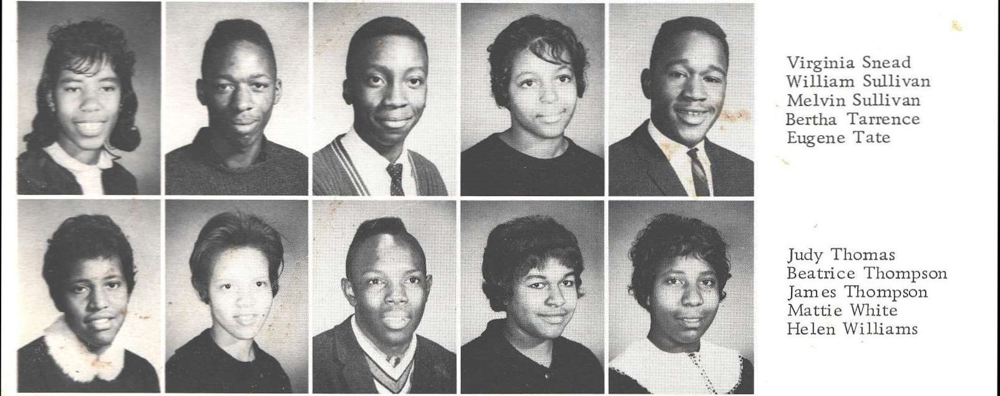 Virginia Snead
William Sullivan
Melvin Sullivan
Bertha Tarrence
Eugene Tate
Judy Thomas
Beatrice Thompson
James Thompson
Mattie White
Helen Williams